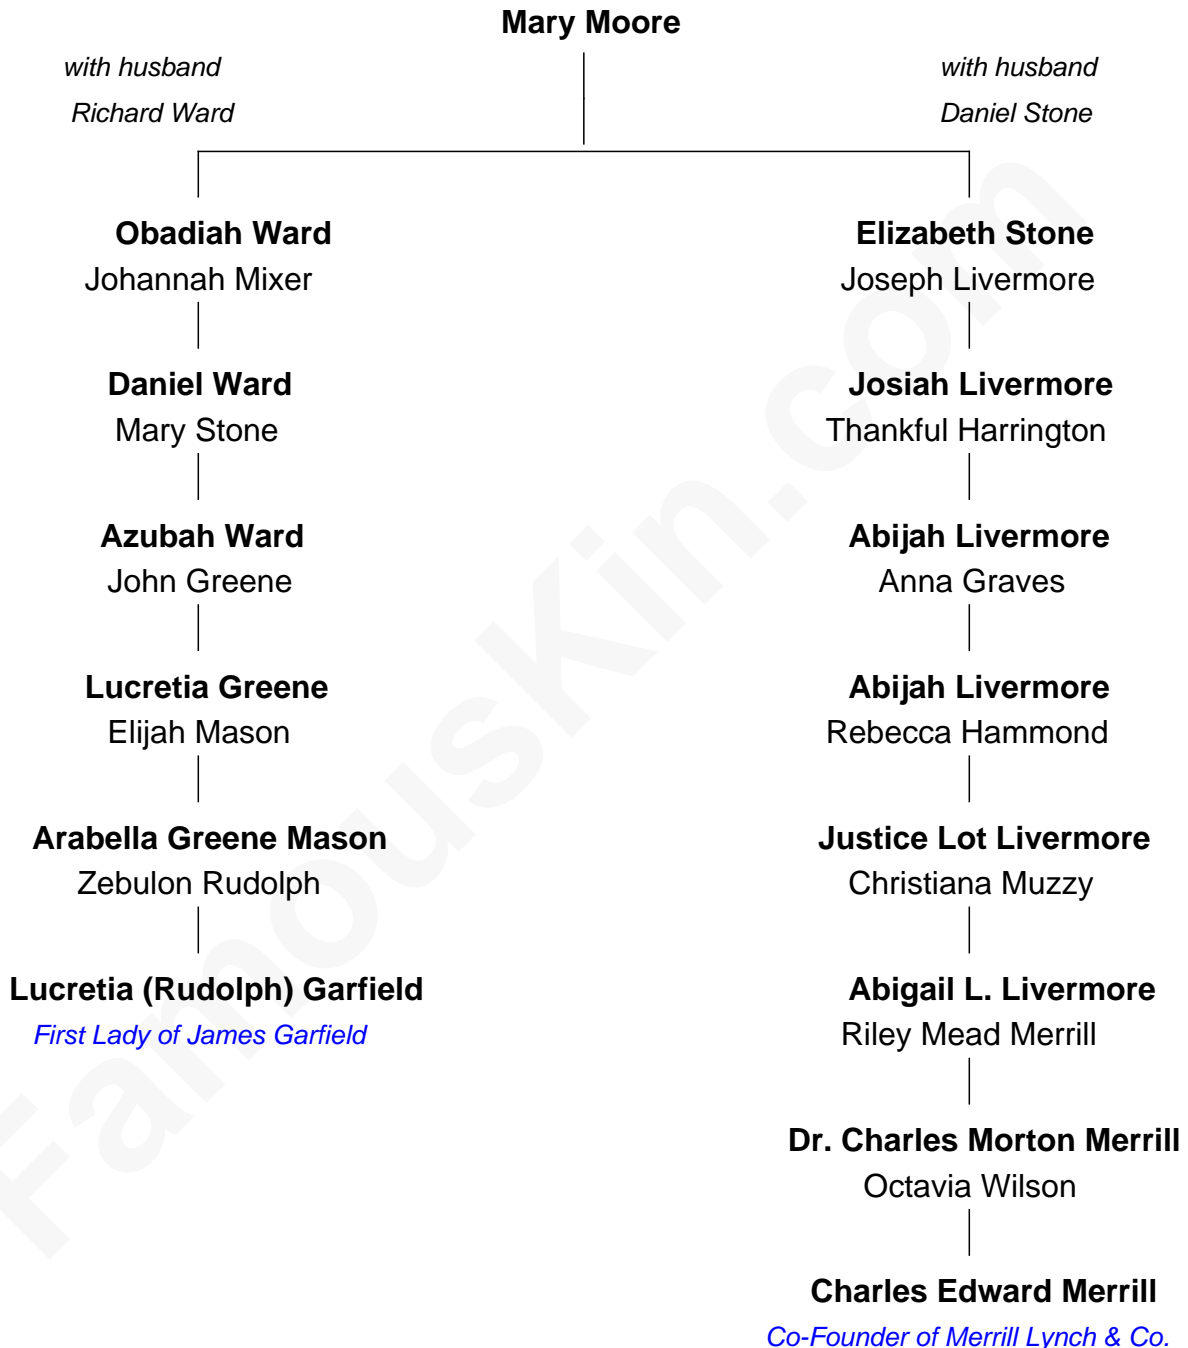 Mary Moore
with husband
Richard Ward
with husband
Daniel Stone
Obadiah Ward
Johannah Mixer
Daniel Ward
Mary Stone
Azubah Ward
John Greene
Lucretia Greene
Elijah Mason
Arabella Greene Mason
Zebulon Rudolph
Lucretia (Rudolph) Garfield
First Lady of James Garfield
Elizabeth Stone
Joseph Livermore
Josiah Livermore
Thankful Harrington
Abijah Livermore
Anna Graves
Abijah Livermore
Rebecca Hammond
Justice Lot Livermore
Christiana Muzzy
Abigail L. Livermore
Riley Mead Merrill
Dr. Charles Morton Merrill
Octavia Wilson
Charles Edward Merrill
Co-Founder of Merrill Lynch & Co.
FamousKin.com